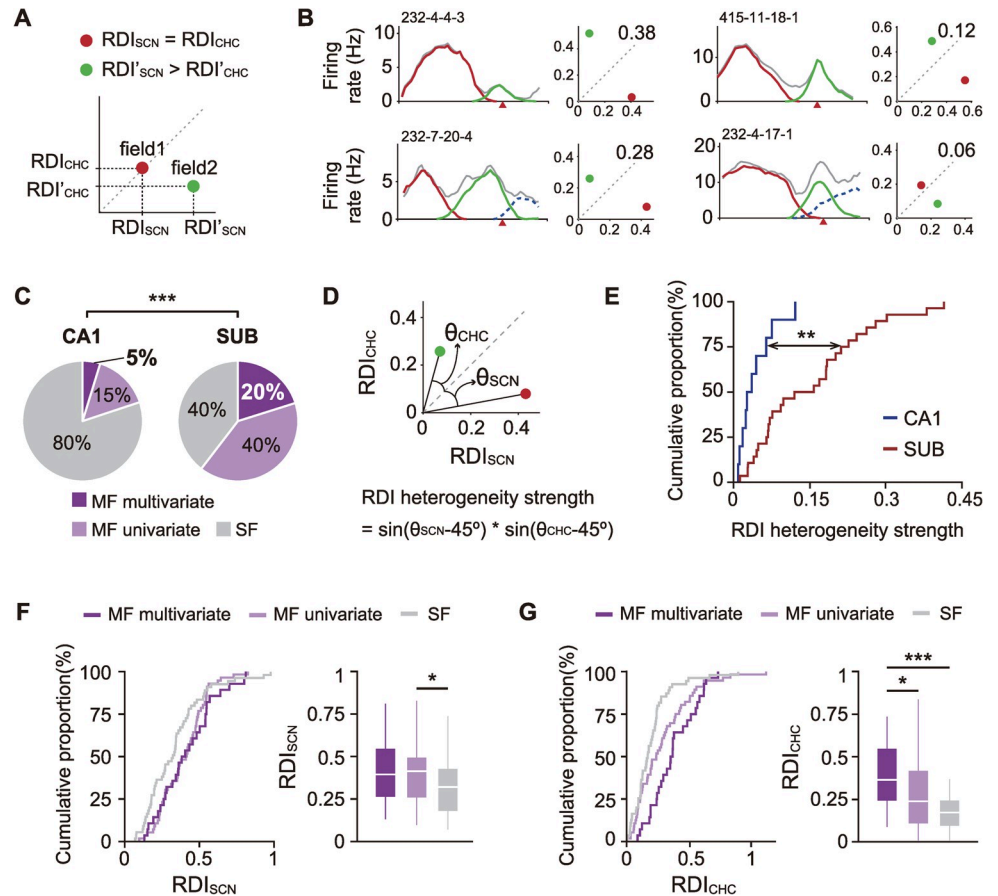 A
RDISCN = RDICHC
RDI'SCN > RDI'CHC
field1
field2
RDICHC
RDI'CHC
RDISCN
RDI'SCN
B
232-4-4-3
Firing rate (Hz)
10
5
0
0.6
0.4
0.2
0
0 0.2 0.4
0.38
415-11-18-1
20
10
0
0.6
0.4
0.2
0
0 0.2 0.4 0.6
0.12
232-7-20-4
Firing rate (Hz)
10
5
0
0.4
0.2
0
0 0.2 0.4
0.28
232-4-17-1
20
10
0
0.4
0.2
0
0 0.2 0.4
0.06
C
***
CA1
SUB
5%
15%
80%
20%
40%
40%
MF multivariate
MF univariate
SF
D
0.4
0.2
0
0 0.2 0.4
RDICHC
RDISCN
θCHC
θSCN
RDI heterogeneity strength
= sin(θSCN-45º) * sin(θCHC-45º)
E
Cumulative proportion(%)
100
75
50
25
0
**
CA1
SUB
0 0.15 0.3 0.45
RDI heterogeneity strength
F
MF multivariate MF univariate SF
Cumulative proportion(%)
100
75
50
25
0
0 0.5 1
RDISCN
RDISCN
1
0.75
0.5
0.25
0
*
G
MF multivariate MF univariate SF
Cumulative proportion(%)
100
75
50
25
0
0 0.5 1
RDICHC
RDICHC
1
0.75
0.5
0.25
0
***
*